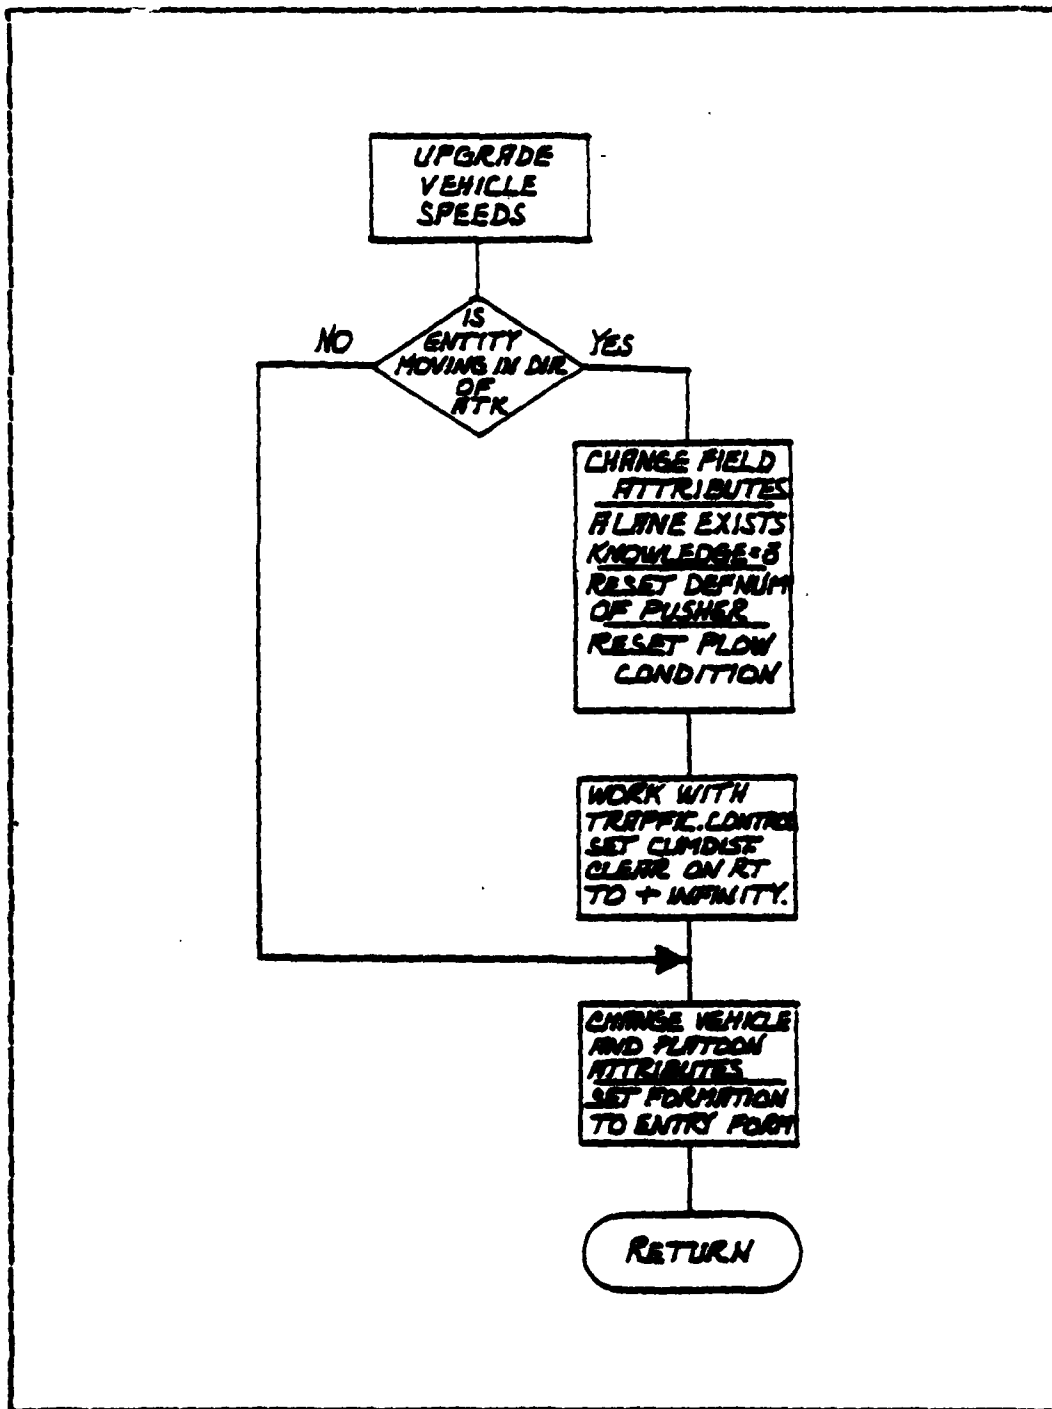 UPGRADE
VEHICLE
SPEEDS
IS
ENTITY
MOVING IN DIR
OF
ATK
NO
YES
CHANGE FIELD
ATTRIBUTES
A LANE EXISTS
KNOWLEDGE=3
RESET DEFNUM
OF PUSHER
RESET PLOW
CONDITION
WORK WITH
TRAFFIC.CONTROL
SET CUMDIST
CLEAR ON RT
TO + INFINITY.
CHANGE VEHICLE
AND PLATOON
ATTRIBUTES
SET FORMATION
TO ENTRY FORM
RETURN